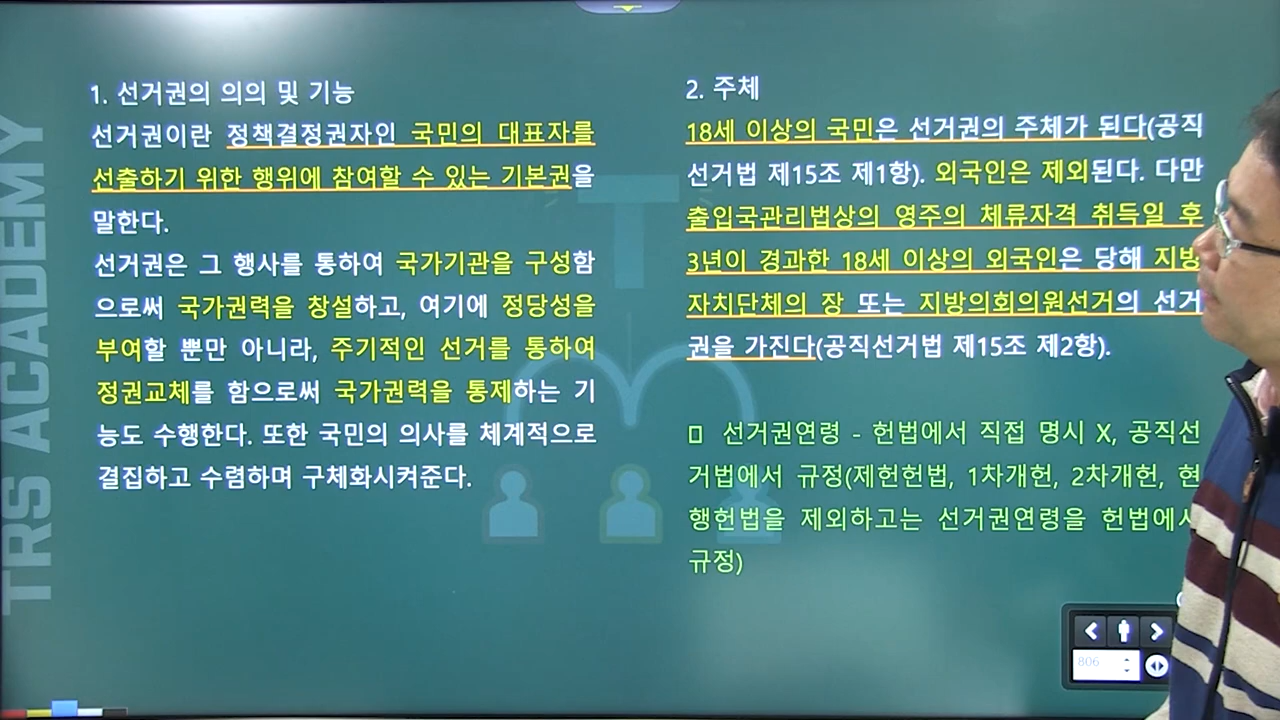 1. 선거권의 의의 및 기능
선거권이란 정책결정권자인 국민의 대표자를
선출하기 위한 행위에 참여할 수 있는 기본권을
말한다.
선거권은 그 행사를 통하여 국가기관을 구성함
으로써 국가권력을 창설하고, 여기에 정당성을
부여할 뿐만 아니라, 주기적인 선거를 통하여
정권교체를 함으로써 국가권력을 통제하는 기
능도 수행한다. 또한 국민의 의사를 체계적으로
결집하고 수렴하며 구체화시켜준다.
2. 주체
18세 이상의 국민은 선거권의 주체가 된다(공직
선거법 제15조 제1항). 외국인은 제외된다. 다만
출입국관리법상의 영주의 체류자격 취득일 후
3년이 경과한 18세 이상의 외국인은 당해 지방
자치단체의 장 또는 지방의회의원선거의 선거
권을 가진다(공직선거법 제15조 제2항).
선거권연령 - 헌법에서 직접 명시 X, 공직선
거법에서 규정(제헌헌법, 1차개헌, 2차개헌, 현
행헌법을 제외하고는 선거권연령을 헌법에서
규정)
TRS ACADEMY
806